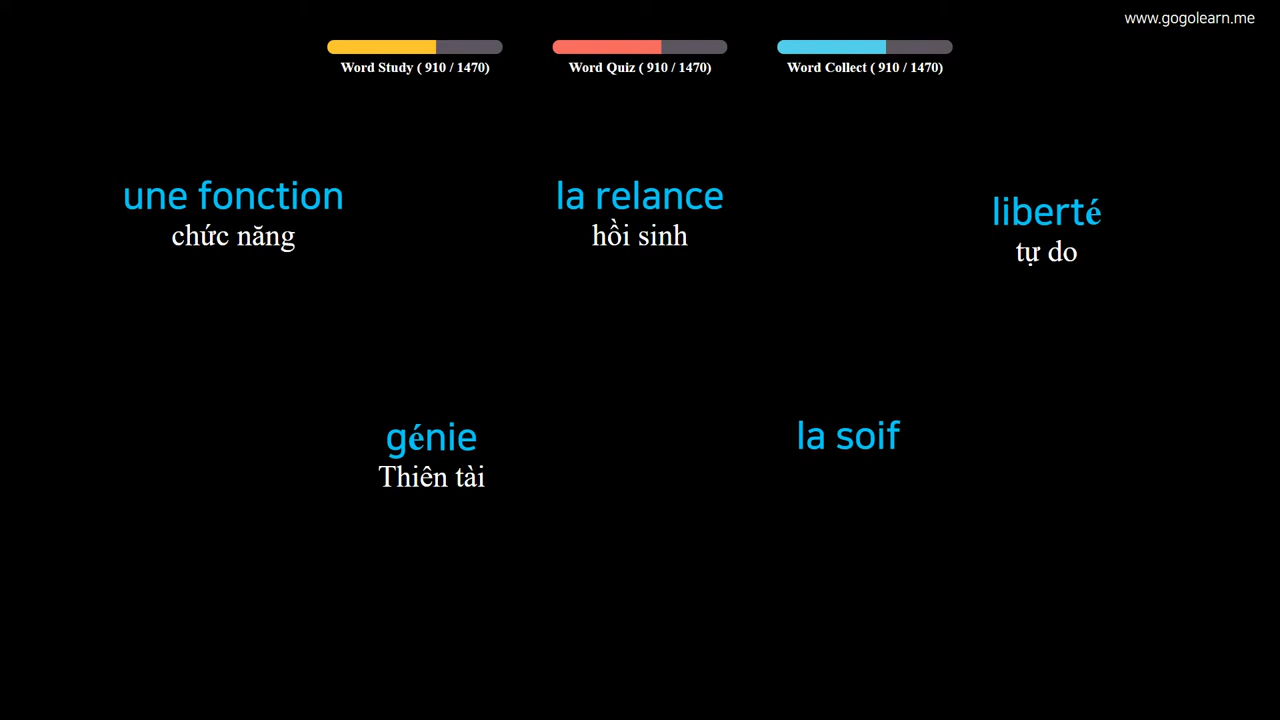 www.gogolearn.me
Word Study ( 910 / 1470)
Word Quiz ( 910 / 1470)
Word Collect ( 910 / 1470)
une fonction
chức năng
la relance
hồi sinh
liberté
tự do
génie
Thiên tài
la soif